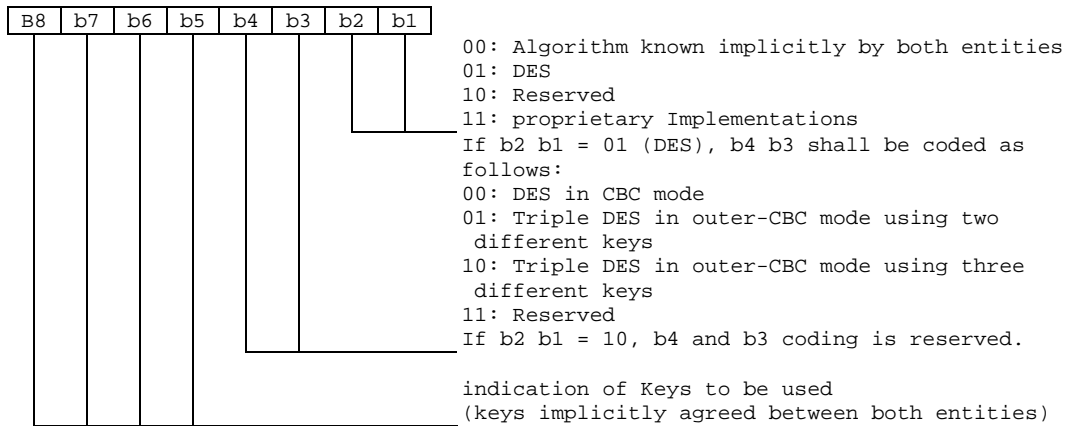 B8 b7 b6 b5 b4 b3 b2 b1
00: Algorithm known implicitly by both entities
01: DES
10: Reserved
11: proprietary Implementations
If b2 b1 = 01 (DES), b4 b3 shall be coded as
follows:
00: DES in CBC mode
01: Triple DES in outer-CBC mode using two
different keys
10: Triple DES in outer-CBC mode using three
different keys
11: Reserved
If b2 b1 = 10, b4 and b3 coding is reserved.
indication of Keys to be used
(keys implicitly agreed between both entities)